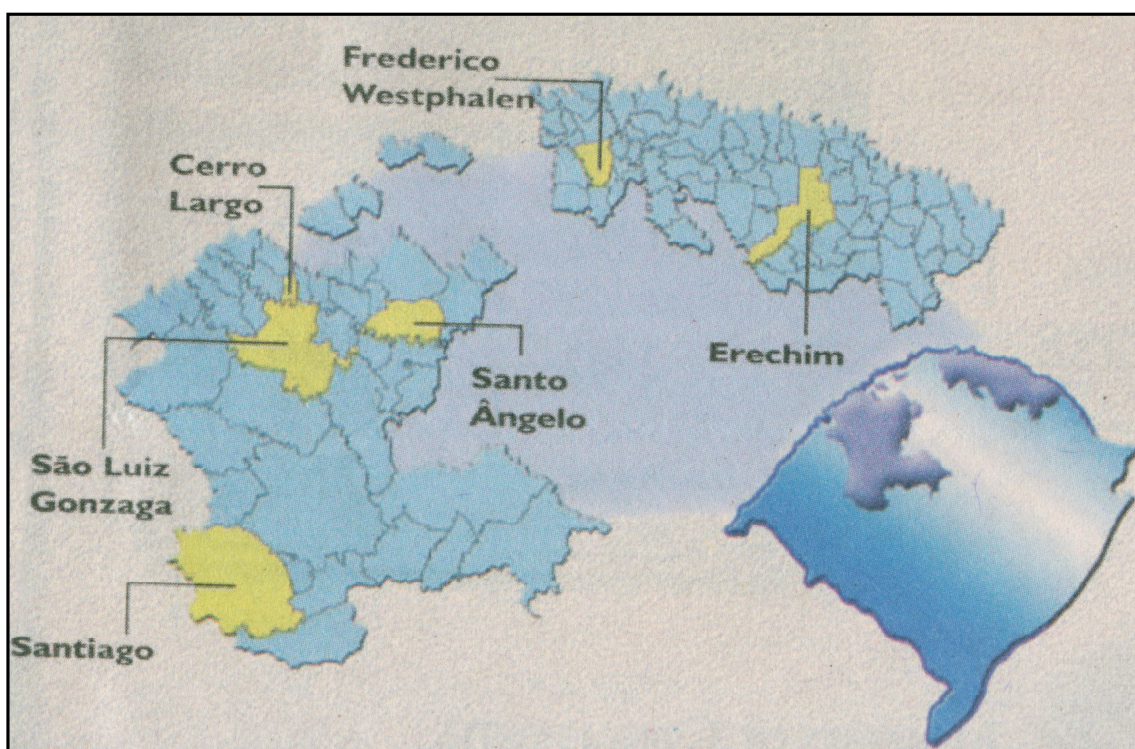 Frederico
Westphalen
Cerro
Largo
Erechim
Santo
Ângelo
São Luiz
Gonzaga
Santiago